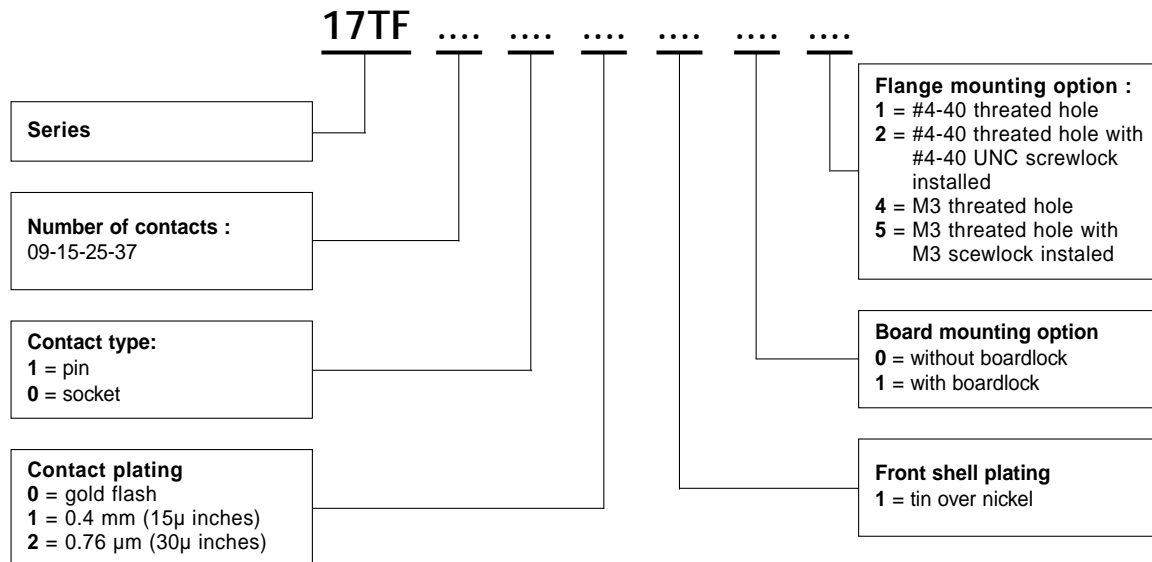 17TF .... .... .... .... .... ....
Series
Number of contacts :
09-15-25-37
Contact type:
1 = pin
0 = socket
Contact plating
0 = gold flash
1 = 0.4 mm (15µ inches)
2 = 0.76 µm (30µ inches)
Flange mounting option :
1 = #4-40 threated hole
2 = #4-40 threated hole with
#4-40 UNC screwlock
installed
4 = M3 threated hole
5 = M3 threated hole with
M3 scewlock instaled
Board mounting option
0 = without boardlock
1 = with boardlock
Front shell plating
1 = tin over nickel